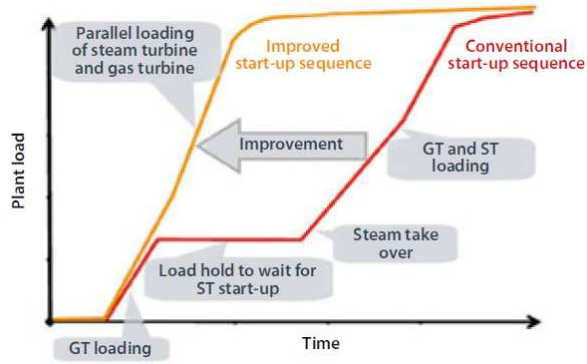 Parallel loading
of steam turbine
and gas turbine
Improved
start-up sequence
Conventional
start-up sequence
Improvement
GT and ST
loading
Plant load
Steam take
over
Load hold to wait for
ST start-up
GT loading
Time